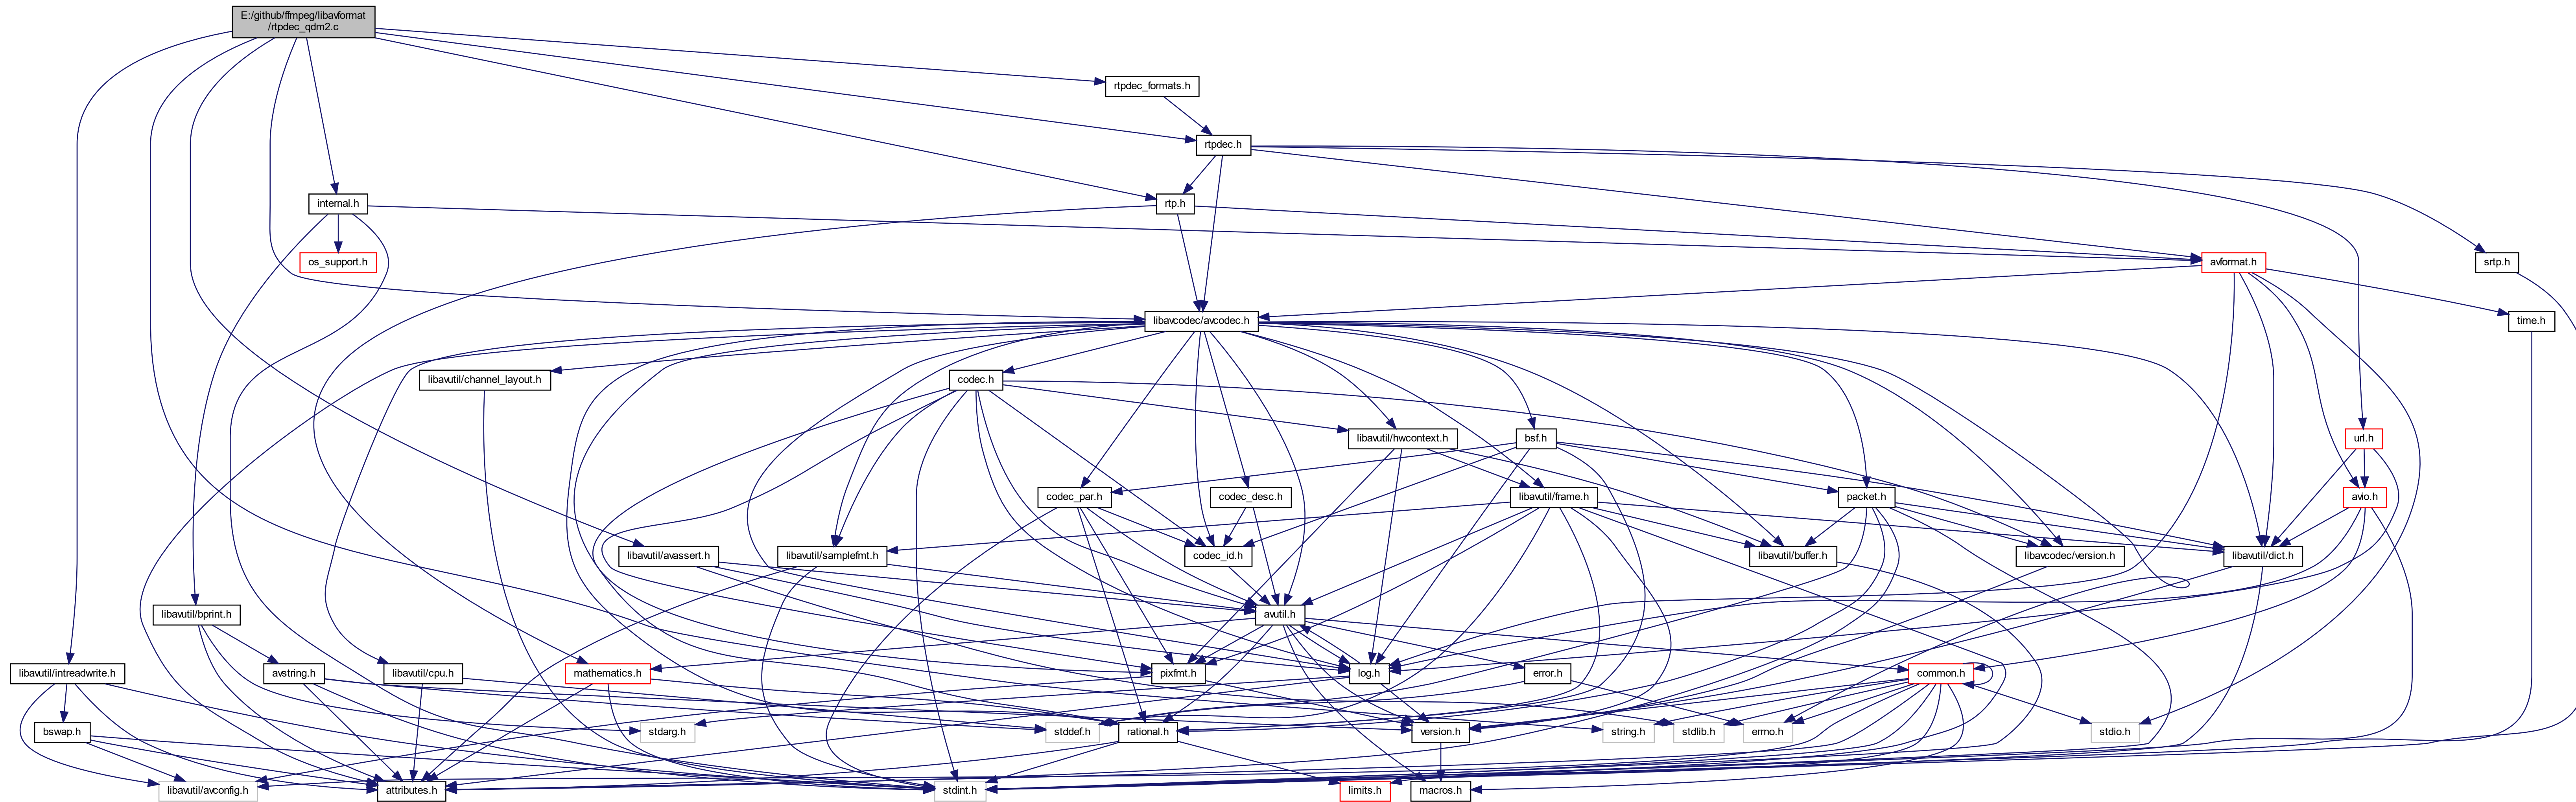 E:/github/ffmpeg/libavformat
/rtpdec_qdm2.c
rtpdec_formats.h
rtpdec.h
internal.h
rtp.h
os_support.h
avformat.h
srtp.h
libavcodec/avcodec.h
time.h
libavutil/channel_layout.h
codec.h
libavutil/hwcontext.h
bsf.h
url.h
codec_par.h
codec_desc.h
libavutil/frame.h
packet.h
avio.h
libavutil/avassert.h
libavutil/samplefmt.h
codec_id.h
libavutil/buffer.h
libavcodec/version.h
libavutil/dict.h
libavutil/bprint.h
avutil.h
libavutil/intreadwrite.h
avstring.h
libavutil/cpu.h
mathematics.h
pixfmt.h
log.h
error.h
common.h
bswap.h
stdarg.h
stddef.h
rational.h
version.h
string.h
stdlib.h
errno.h
stdio.h
libavutil/avconfig.h
attributes.h
stdint.h
limits.h
macros.h